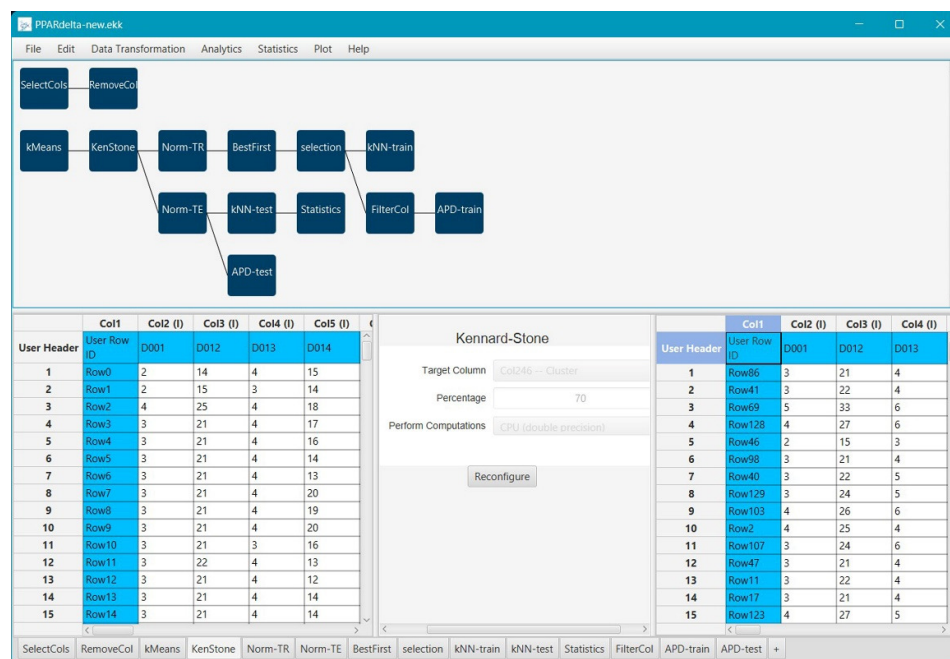 PPARdelta-new.ekk
File Edit Data Transformation Analytics Statistics Plot Help
SelectCols RemoveCol
kMeans KenStone Norm-TR BestFirst selection kNN-train
Norm-TE kNN-test Statistics FilterCol APD-train
APD-test
Col1 Col2 (I) Col3 (I) Col4 (I) Col5 (I)
User Header User Row ID D001 D012 D013 D014
1 Row0 2 14 4 15
2 Row1 2 15 3 14
3 Row2 4 25 4 18
4 Row3 3 21 4 17
5 Row4 3 21 4 16
6 Row5 3 21 4 14
7 Row6 3 21 4 13
8 Row7 3 21 4 20
9 Row8 3 21 4 19
10 Row9 3 21 4 20
11 Row10 3 21 3 16
12 Row11 3 22 4 13
13 Row12 3 21 4 12
14 Row13 3 21 4 14
15 Row14 3 21 4 14
Kennard-Stone
Target Column Col246 -- Cluster
Percentage 70
Perform Computations CPU (double precision)
Reconfigure
Col1 Col2 (I) Col3 (I) Col4 (I)
User Header User Row ID D001 D012 D013
1 Row86 3 21 4
2 Row41 3 22 4
3 Row69 5 33 6
4 Row128 4 27 6
5 Row46 2 15 3
6 Row98 3 21 4
7 Row40 3 22 5
8 Row129 3 24 5
9 Row103 4 26 6
10 Row2 4 25 4
11 Row107 3 24 6
12 Row47 3 21 4
13 Row11 3 22 4
14 Row17 3 21 4
15 Row123 4 27 5
SelectCols RemoveCol kMeans KenStone Norm-TR Norm-TE BestFirst selection kNN-train kNN-test Statistics FilterCol APD-train APD-test +